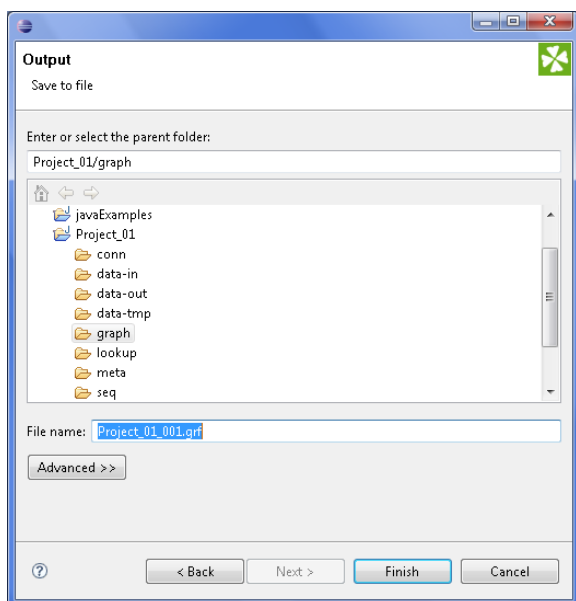 Output
Save to file
Enter or select the parent folder:
Project_01/graph
javaExamples
Project_01
conn
data-in
data-out
data-tmp
graph
lookup
meta
seq
File name: Project_01_001.grf
Advanced >>
< Back Next > Finish Cancel